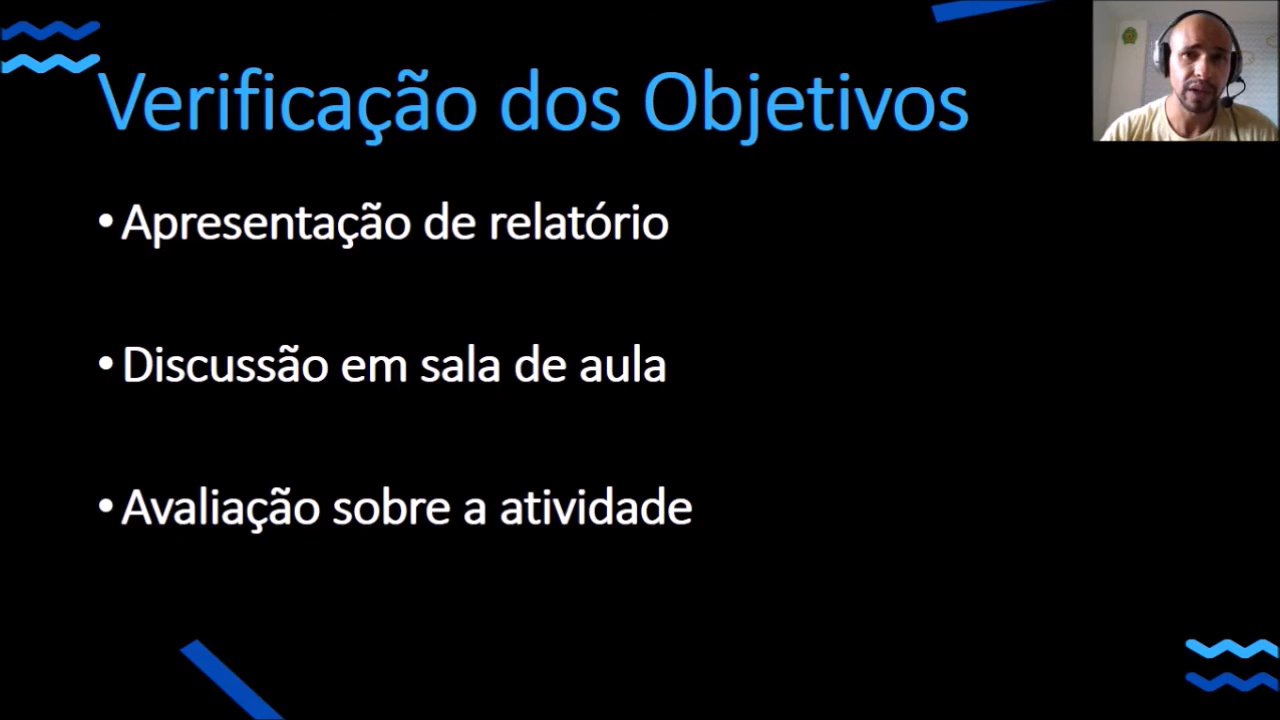 Verificação dos Objetivos
• Apresentação de relatório
• Discussão em sala de aula
• Avaliação sobre a atividade